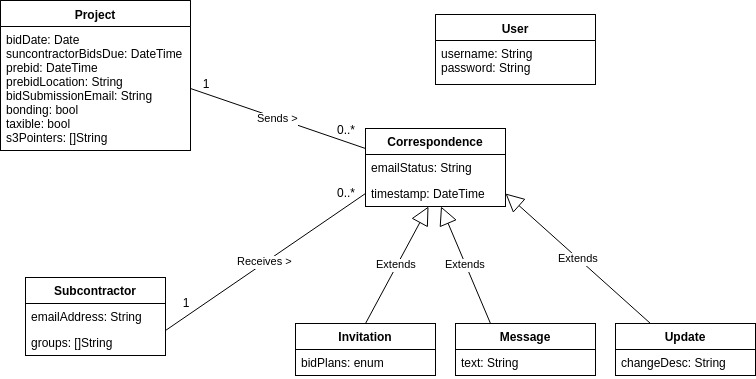 Project
bidDate: Date
suncontractorBidsDue: DateTime
prebid: DateTime
prebidLocation: String
bidSubmissionEmail: String
bonding: bool
taxible: bool
s3Pointers: []String
User
username: String
password: String
1
Sends >
0..*
Correspondence
emailStatus: String
timestamp: DateTime
0..*
Receives >
1
Subcontractor
emailAddress: String
groups: []String
Extends
Extends
Extends
Invitation
bidPlans: enum
Message
text: String
Update
changeDesc: String